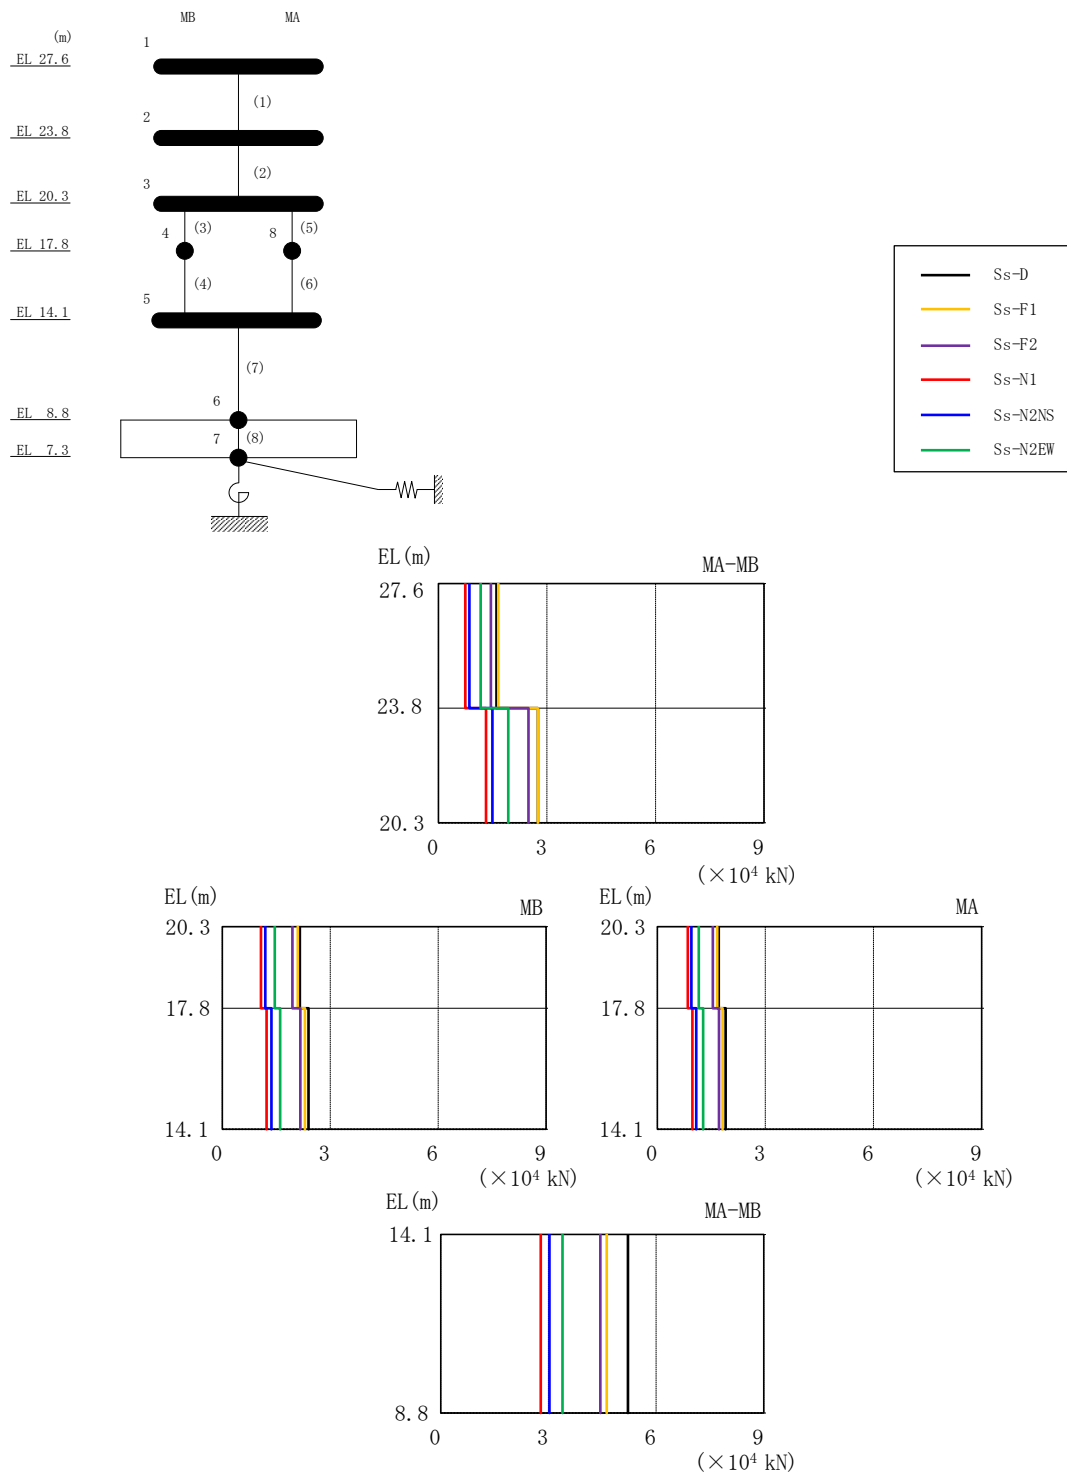 MB MA
(m)
1
EL 27.6
(1)
2
EL 23.8
(2)
3
EL 20.3
4 (3) 8 (5)
EL 17.8
(4) (6)
5
EL 14.1
(7)
6
EL 8.8
7 (8)
EL 7.3
Ss-D
Ss-F1
Ss-F2
Ss-N1
Ss-N2NS
Ss-N2EW
EL(m) MA-MB
27.6
23.8
20.3
0 3 6 9
(×10⁴ kN)
EL(m) MB
20.3
17.8
14.1
0 3 6 9
(×10⁴ kN)
EL(m) MA
20.3
17.8
14.1
0 3 6 9
(×10⁴ kN)
EL(m) MA-MB
14.1
8.8
0 3 6 9
(×10⁴ kN)